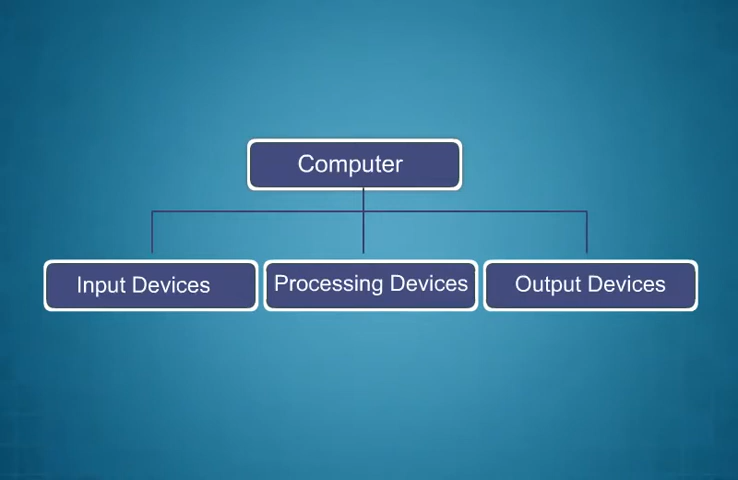 Computer
Input Devices
Processing Devices
Output Devices